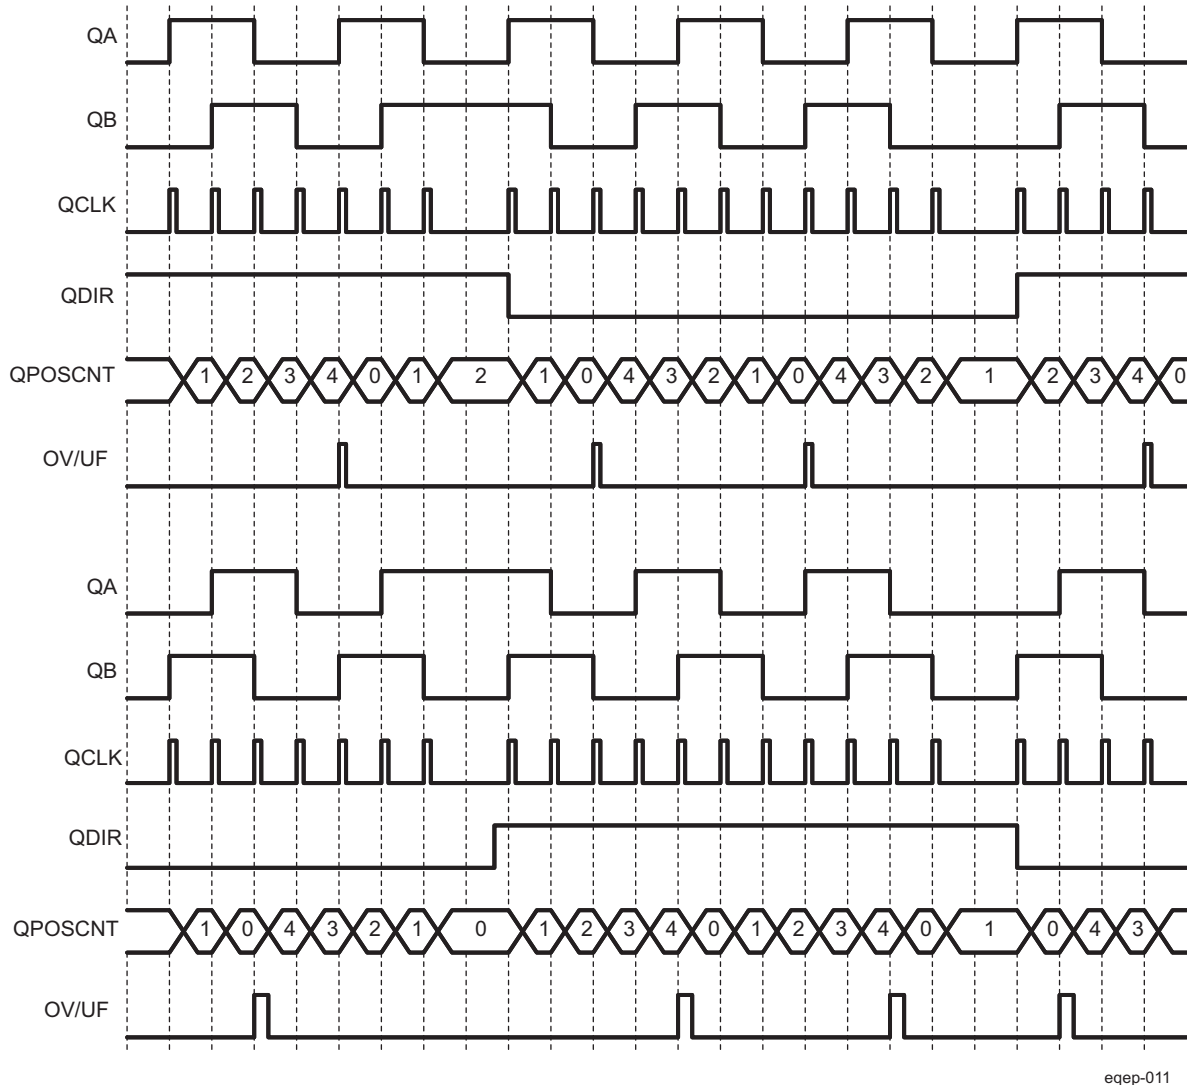 QA
QB
QCLK
QDIR
QPOSCNT 1 2 3 4 0 1 2 1 0 4 3 2 1 0 4 3 2 1 2 3 4 0
OV/UF
QA
QB
QCLK
QDIR
QPOSCNT 1 0 4 3 2 1 0 1 2 3 4 0 1 2 3 4 0 1 0 4 3
OV/UF
eqep-011